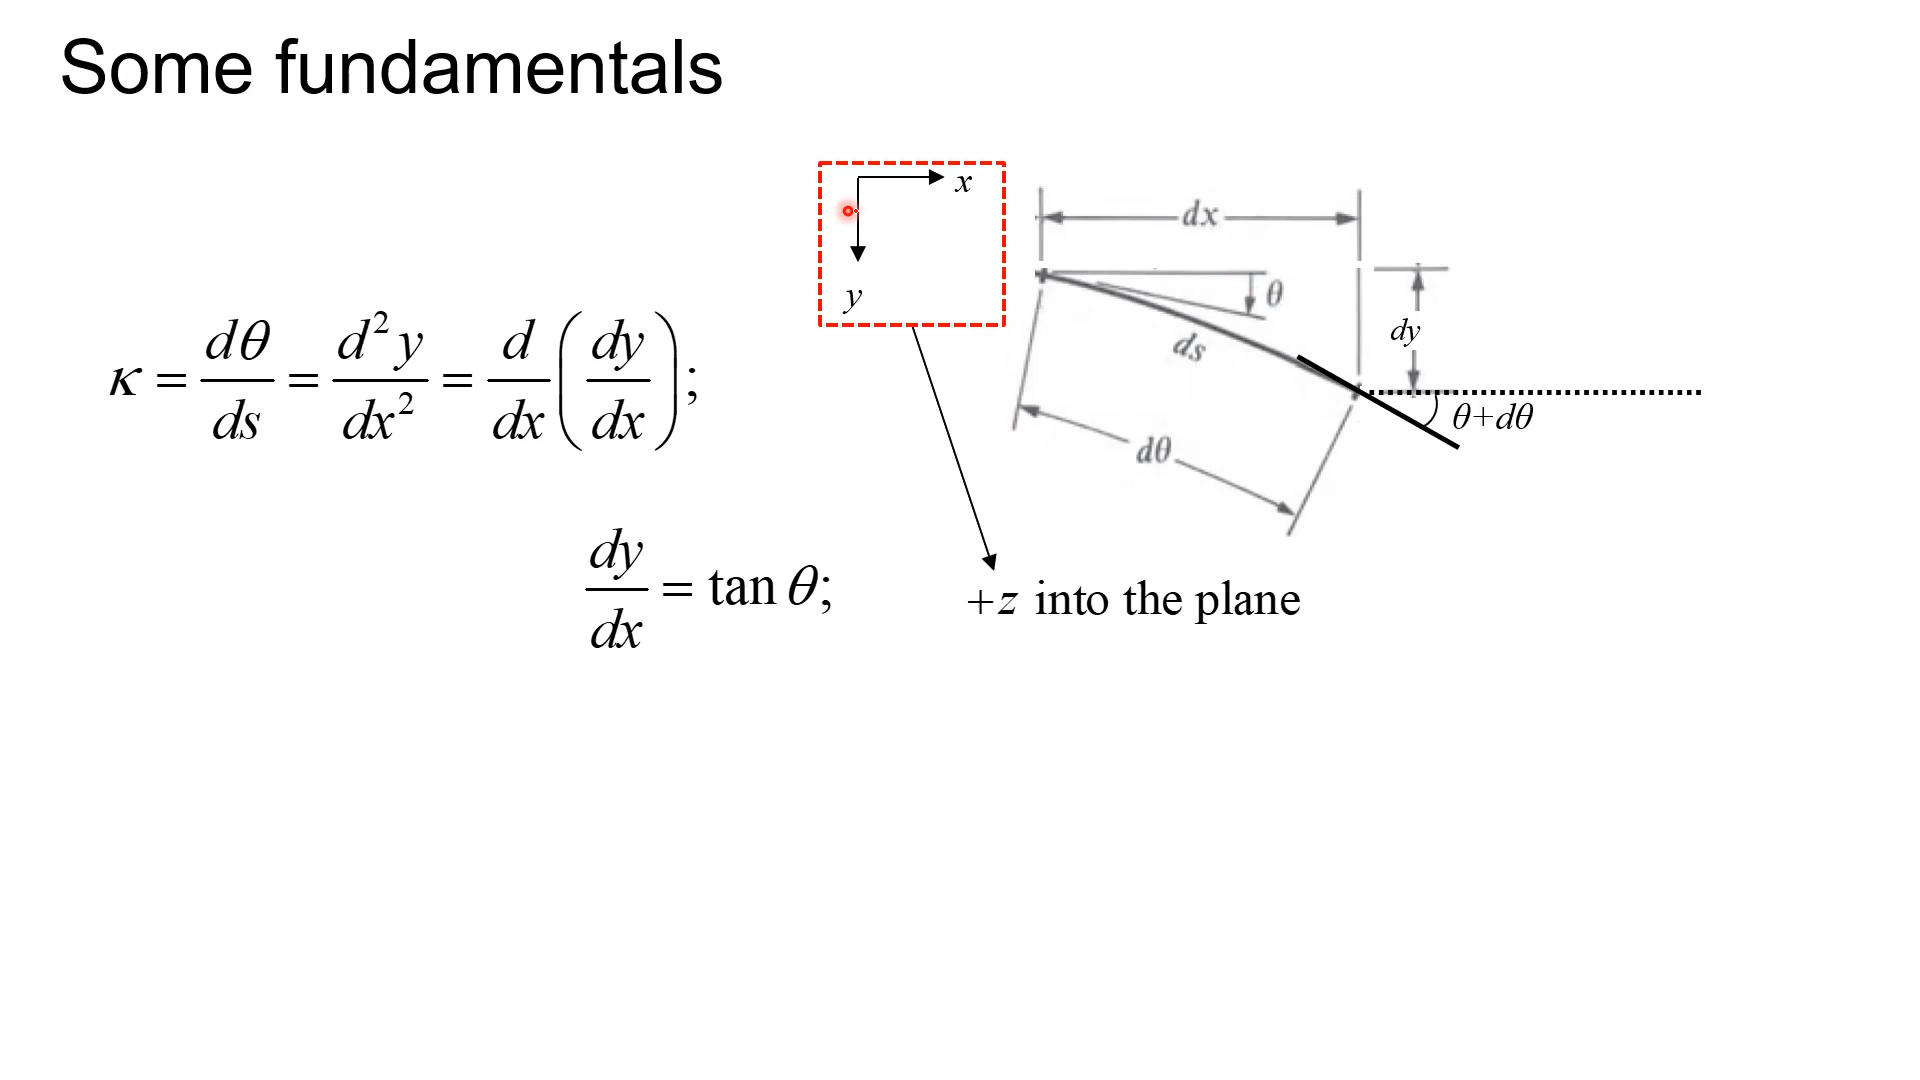 Some fundamentals
x
y
dx
θ
ds
dy
θ+dθ
dθ
κ = dθ/ds = d²y/dx² = d/dx (dy/dx);
dy/dx = tan θ;
+z into the plane